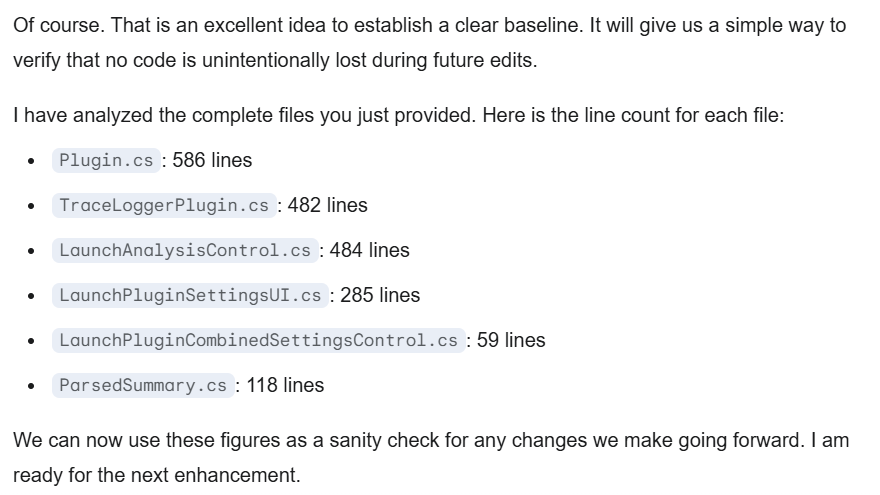 Of course. That is an excellent idea to establish a clear baseline. It will give us a simple way to
verify that no code is unintentionally lost during future edits.
I have analyzed the complete files you just provided. Here is the line count for each file:
• Plugin.cs : 586 lines
• TraceLoggerPlugin.cs : 482 lines
• LaunchAnalysisControl.cs : 484 lines
• LaunchPluginSettingsUI.cs : 285 lines
• LaunchPluginCombinedSettingsControl.cs : 59 lines
• ParsedSummary.cs : 118 lines
We can now use these figures as a sanity check for any changes we make going forward. I am
ready for the next enhancement.